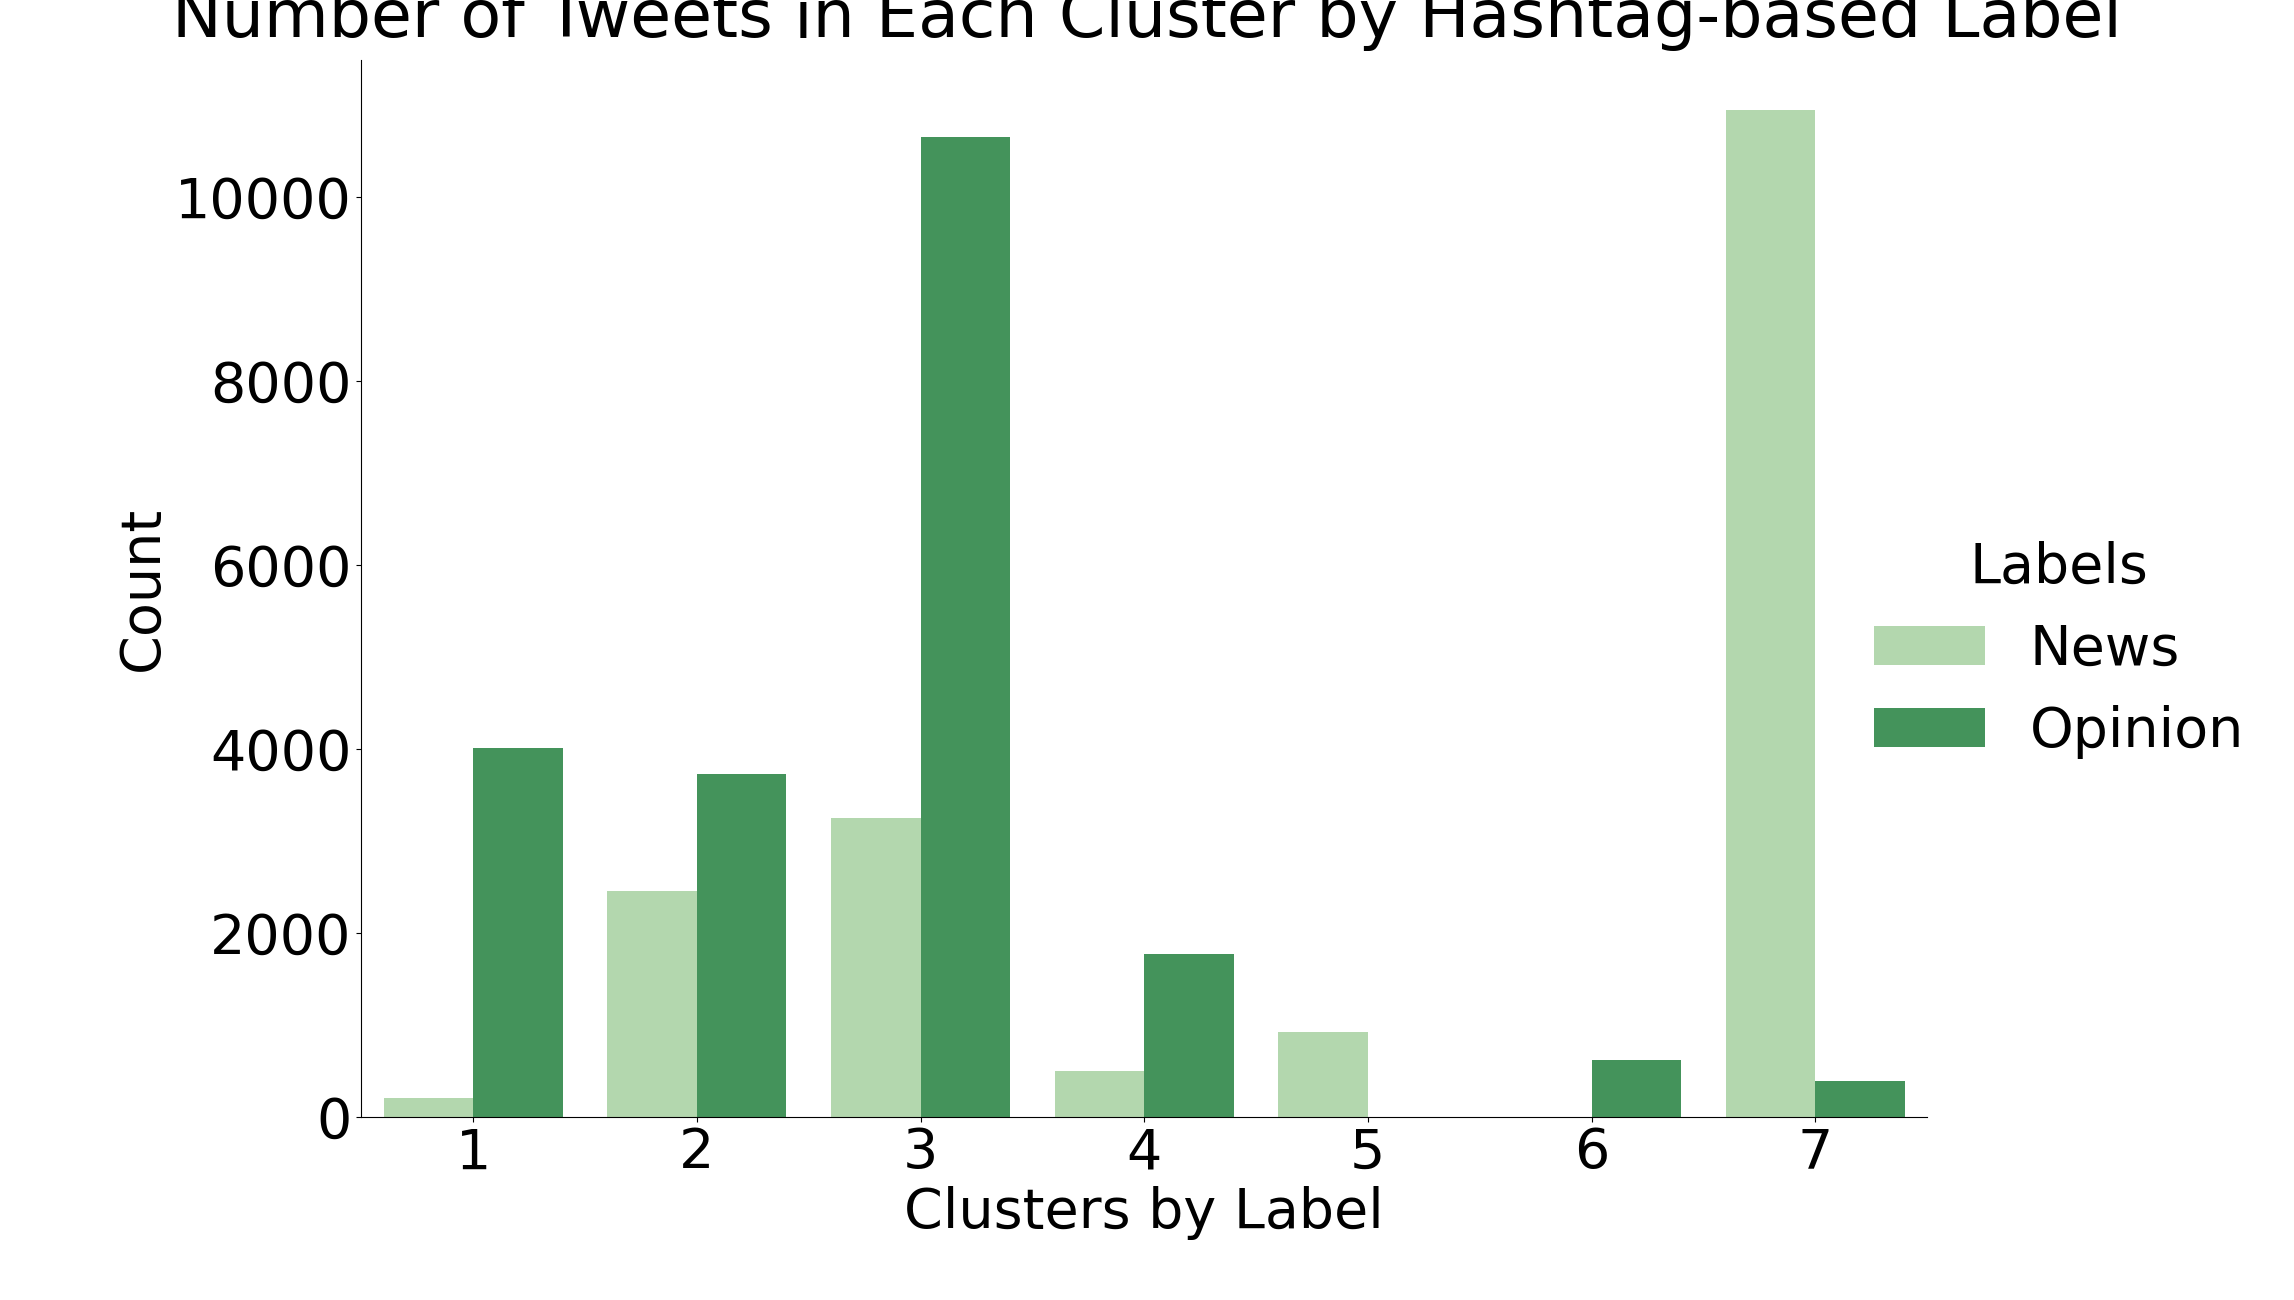 Number of Tweets in Each Cluster by Hashtag-based Label
10000
8000
6000
4000
2000
0
Count
1 2 3 4 5 6 7
Clusters by Label
Labels
News
Opinion